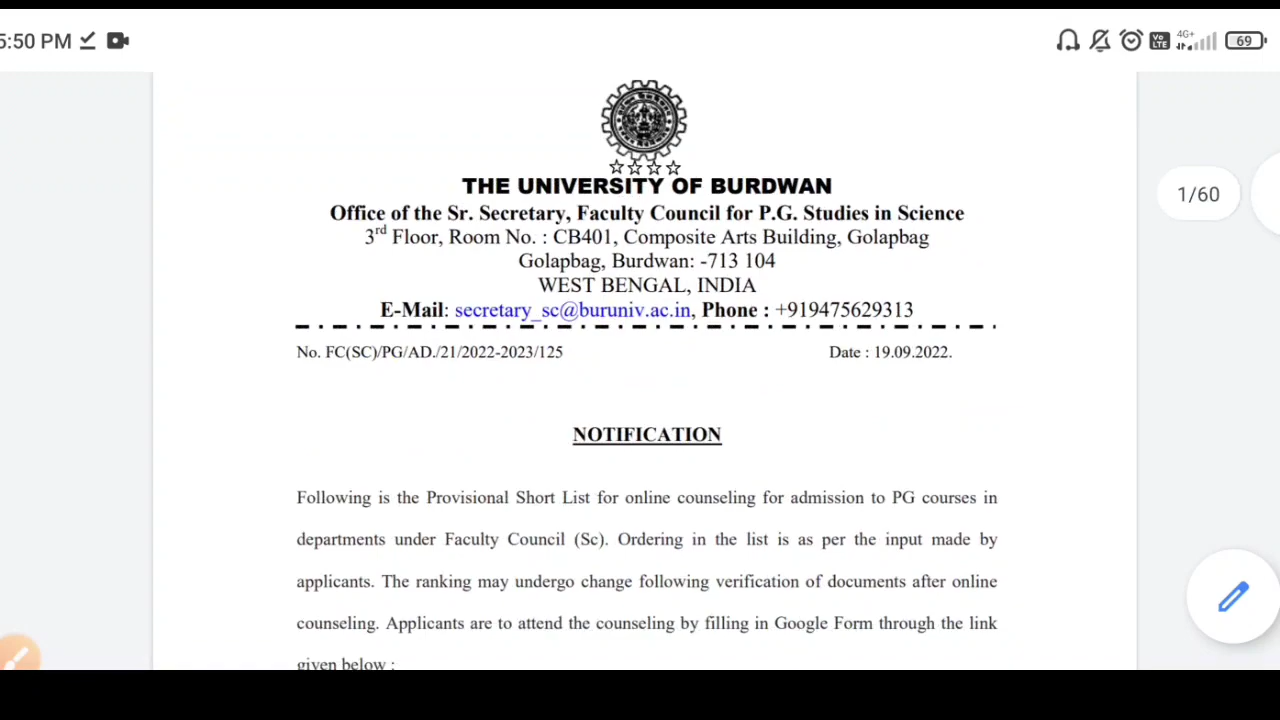 5:50 PM
Vo LTE 4G+ 69
1/60
THE UNIVERSITY OF BURDWAN
Office of the Sr. Secretary, Faculty Council for P.G. Studies in Science
3rd Floor, Room No. : CB401, Composite Arts Building, Golapbag
Golapbag, Burdwan: -713 104
WEST BENGAL, INDIA
E-Mail: secretary_sc@buruniv.ac.in, Phone : +919475629313
No. FC(SC)/PG/AD./21/2022-2023/125 Date : 19.09.2022.
NOTIFICATION
Following is the Provisional Short List for online counseling for admission to PG courses in
departments under Faculty Council (Sc). Ordering in the list is as per the input made by
applicants. The ranking may undergo change following verification of documents after online
counseling. Applicants are to attend the counseling by filling in Google Form through the link
given below :